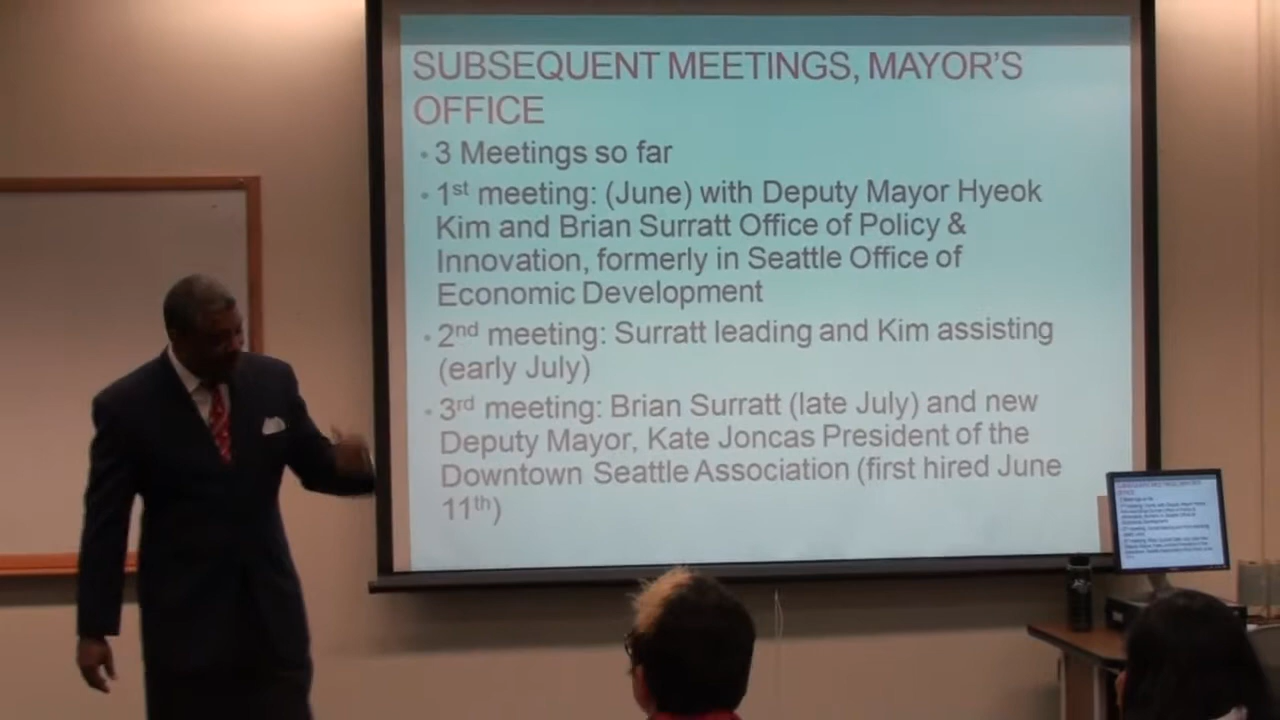 SUBSEQUENT MEETINGS, MAYOR'S
OFFICE
• 3 Meetings so far
• 1st meeting: (June) with Deputy Mayor Hyeok
Kim and Brian Surratt Office of Policy &
Innovation, formerly in Seattle Office of
Economic Development
• 2nd meeting: Surratt leading and Kim assisting
(early July)
• 3rd meeting: Brian Surratt (late July) and new
Deputy Mayor, Kate Joncas President of the
Downtown Seattle Association (first hired June
11th)